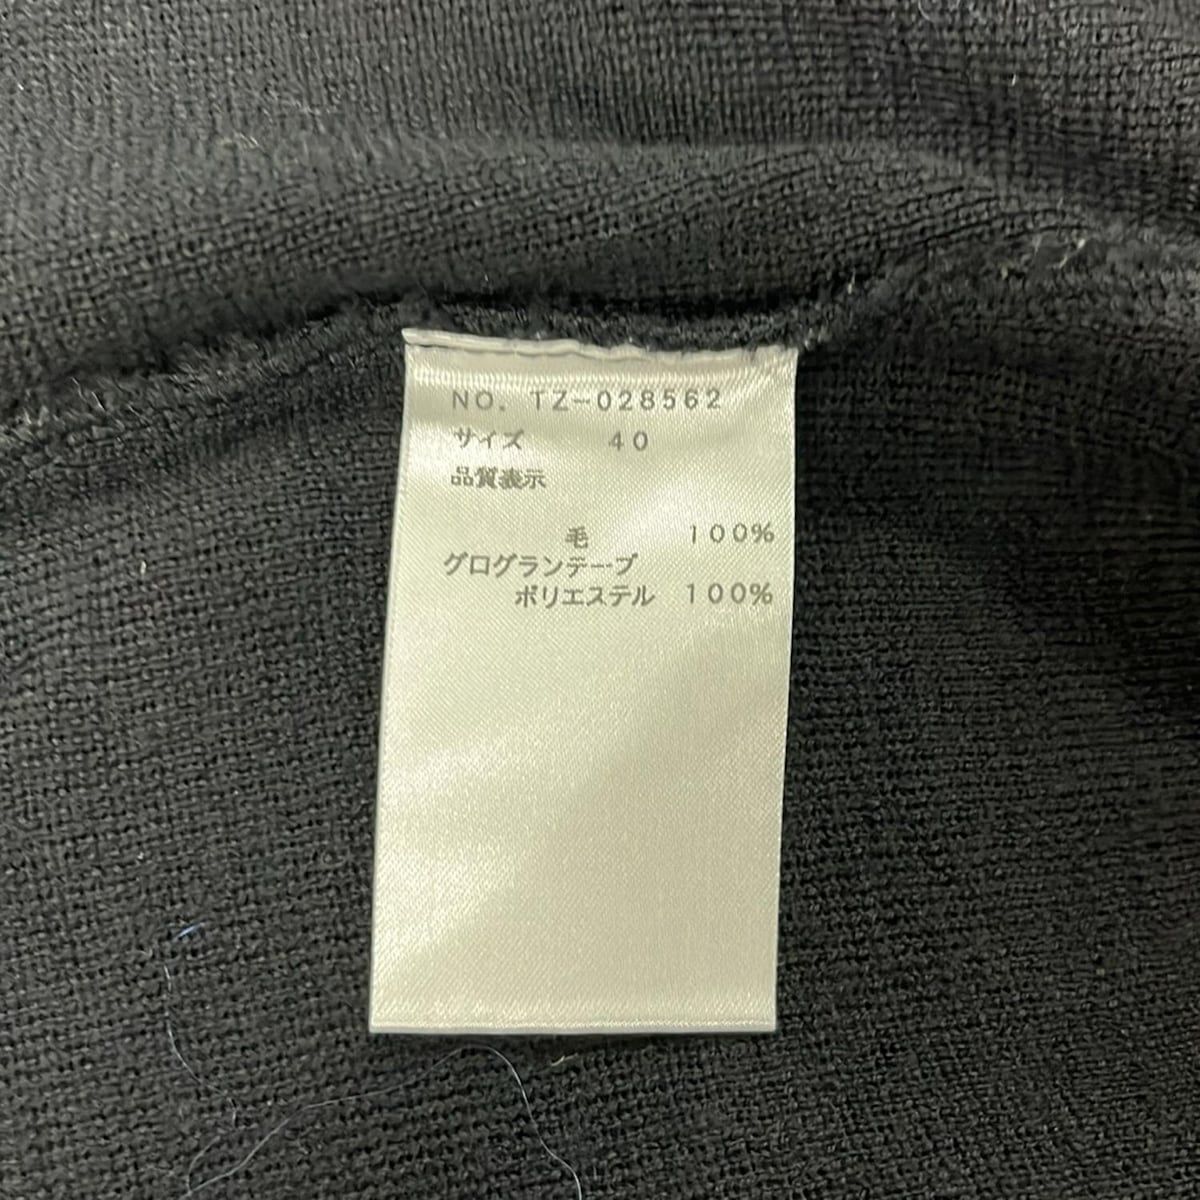 NO. TZ-028562
サイズ 40
品質表示
毛 100%
グログランテープ
ポリエステル 100%